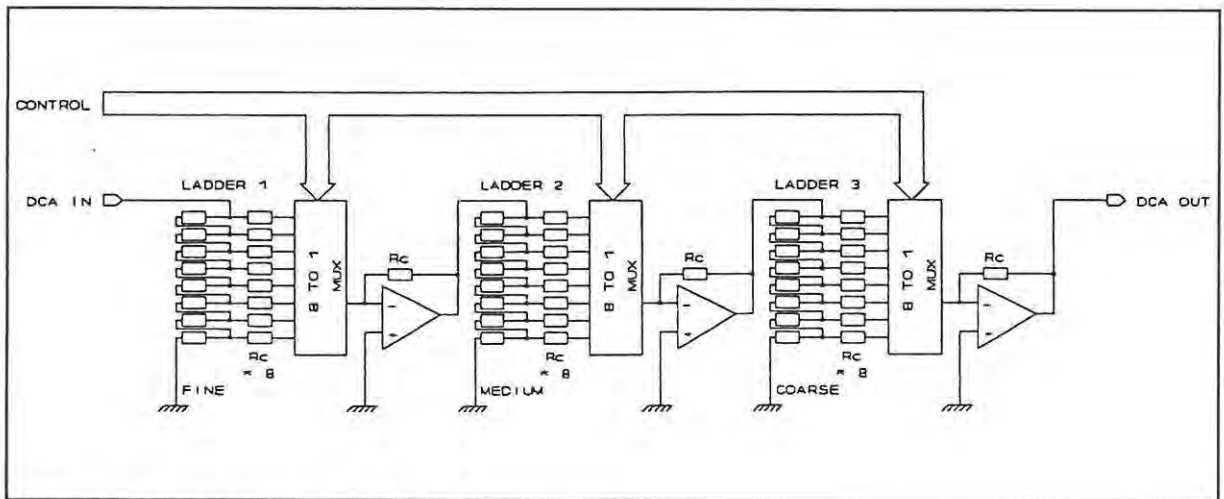 CONTROL
LADDER 1
LADDER 2
LADDER 3
DCA IN
DCA OUT
8 TO 1
MUX
Rc
8 TO 1
MUX
Rc
8 TO 1
MUX
Rc
-
+
-
+
-
+
Rc
* 8
Rc
* 8
Rc
* 8
FINE
MEDIUM
COARSE